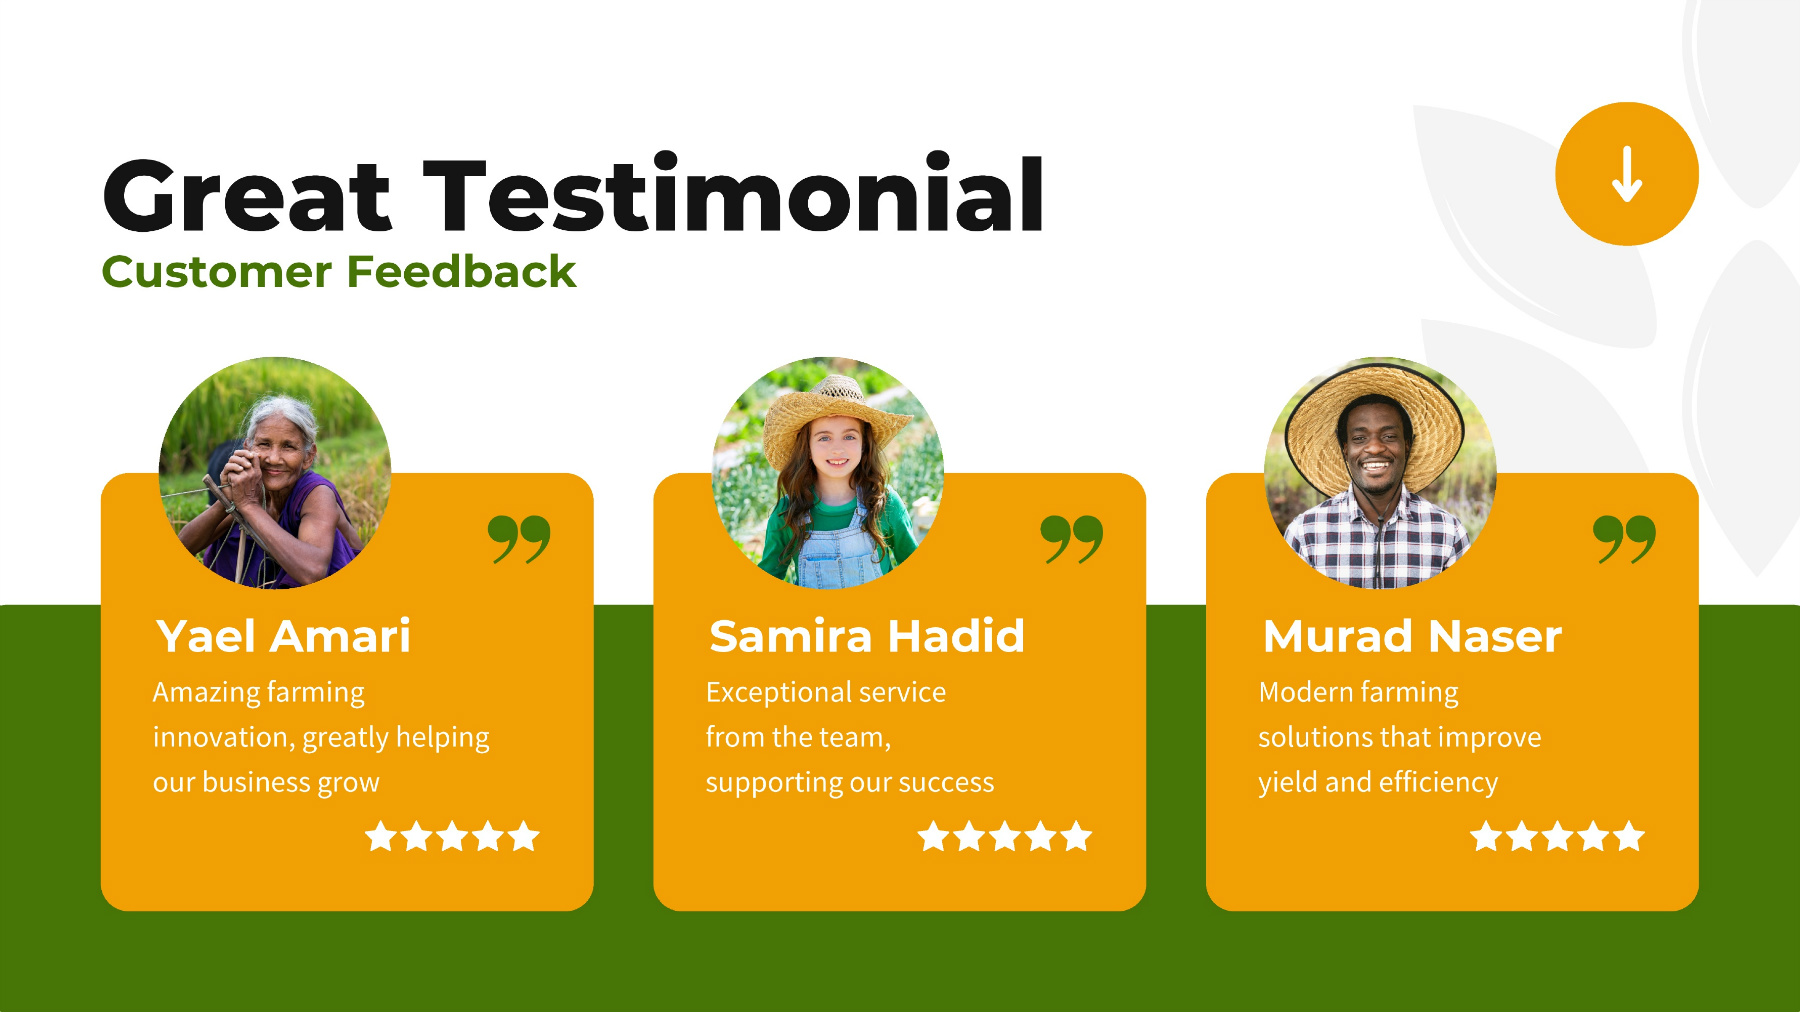 Great Testimonial
Customer Feedback
Yael Amari
Amazing farming
innovation, greatly helping
our business grow
Samira Hadid
Exceptional service
from the team,
supporting our success
Murad Naser
Modern farming
solutions that improve
yield and efficiency